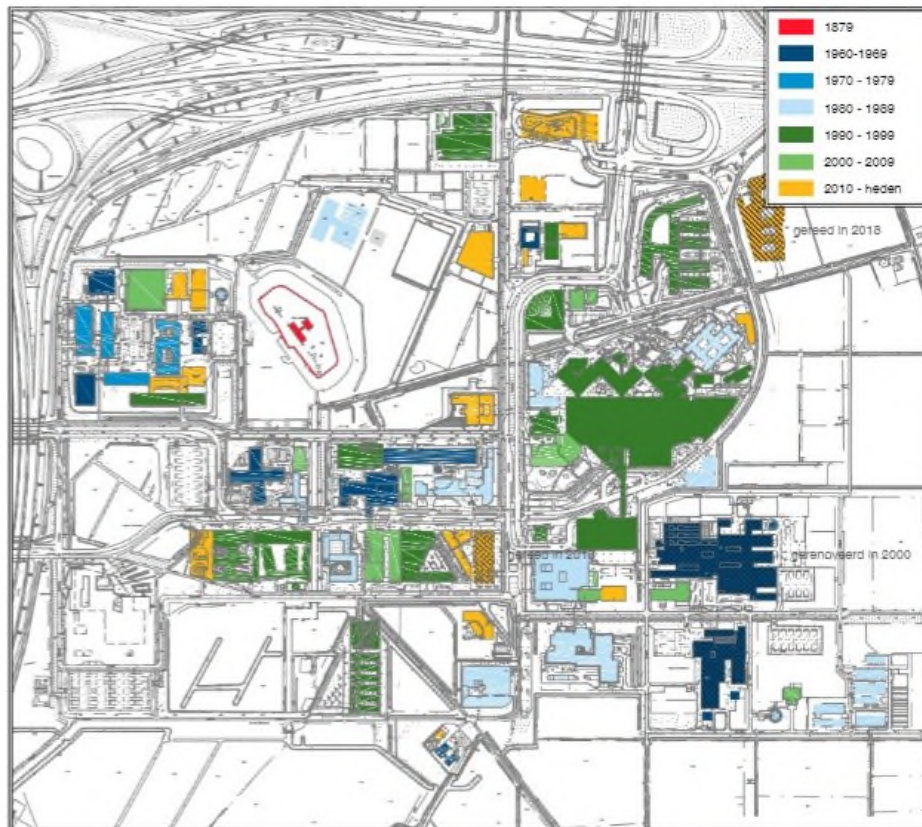 1879
1960-1969
1970 - 1979
1980 - 1989
1990 - 1999
2000 - 2009
2010 - heden
* gereed in 2018
gereed in
* gerenoveerd in 2000